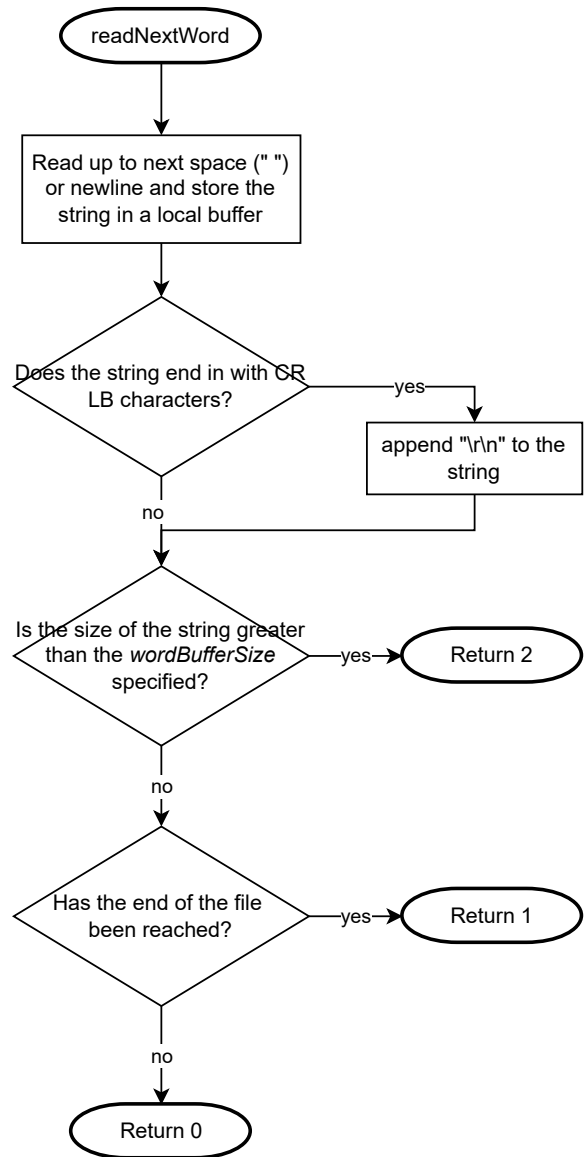 readNextWord
Read up to next space (" ")
or newline and store the
string in a local buffer
Does the string end in with CR
LB characters?
yes
append "\r\n" to the
string
no
Is the size of the string greater
than the wordBufferSize
specified?
yes
Return 2
no
Has the end of the file
been reached?
yes
Return 1
no
Return 0